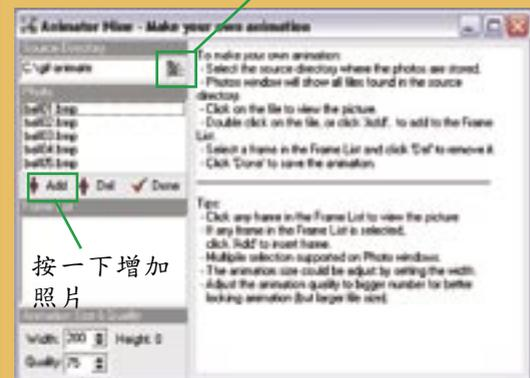 Animator Mixer - Make your own animation
Source Directory
C:\gif animate
Photo
ball01.bmp
ball02.bmp
ball03.bmp
ball04.bmp
ball05.bmp
Add Del Done
Frame List
按一下增加
照片
Animation Size & Quality
Width: 200 Height: 0
Quality: 75
To make your own animation:
- Select the source directory where the photos are stored.
- Photos window will show all files found in the source
directory.
- Click on the file to view the picture.
- Double click on the file, or click 'Add'. to add to the Frame
List.
- Select a frame in the Frame List and click 'Del' to remove it.
- Click 'Done' to save the animation.
Tips:
- Click any frame in the Frame List to view the picture
- If any frame in the Frame List is selected,
click 'Add' to insert frame.
- Multiple selection supported on Photo windows.
- The animation size could be adjust by setting the width.
- Adjust the animation quality to bigger number for better
looking animation (but larger file size).